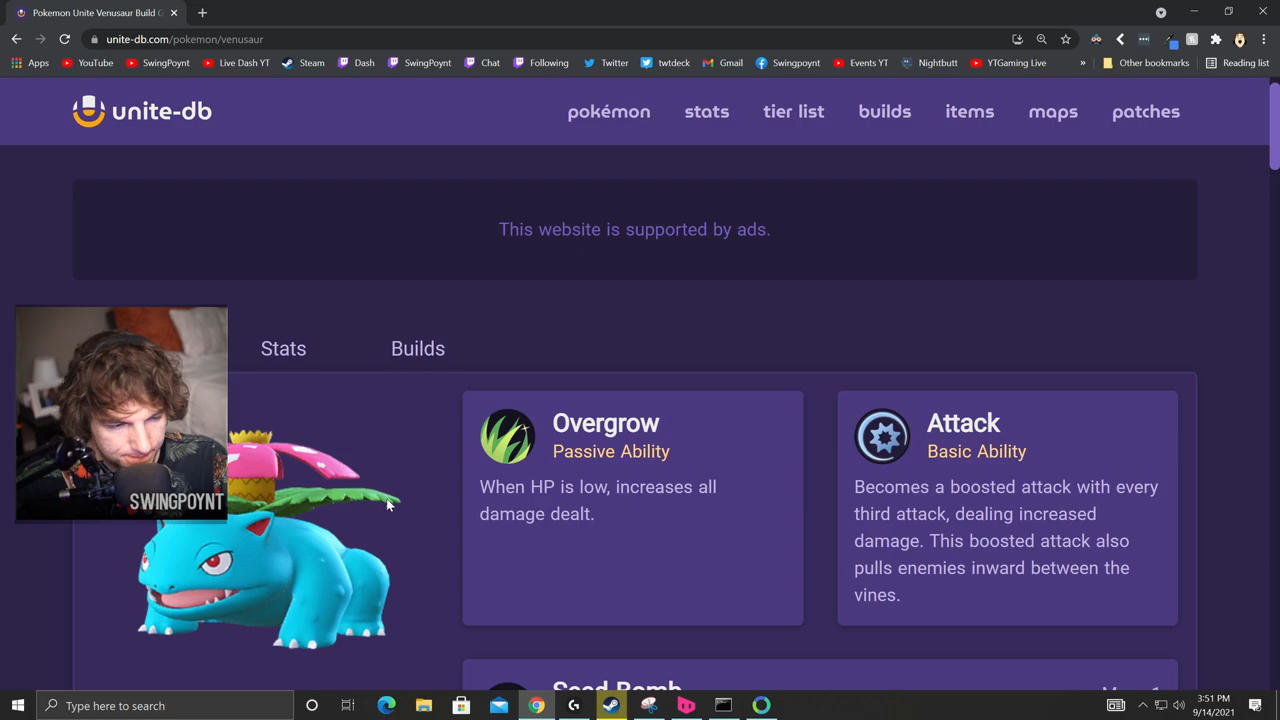 Pokemon Unite Venusaur Build G
unite-db.com/pokemon/venusaur
Apps YouTube SwingPoynt Live Dash YT Steam Dash SwingPoynt Chat Following Twitter twtdeck Gmail Swingpoynt Events YT Nightbutt YTGaming Live » Other bookmarks Reading list
unite-db pokémon stats tier list builds items maps patches
This website is supported by ads.
Stats Builds
Overgrow
Passive Ability
When HP is low, increases all
damage dealt.
Attack
Basic Ability
Becomes a boosted attack with every
third attack, dealing increased
damage. This boosted attack also
pulls enemies inward between the
vines.
SWINGPOYNT
Seed Bomb
Type here to search
3:51 PM
9/14/2021